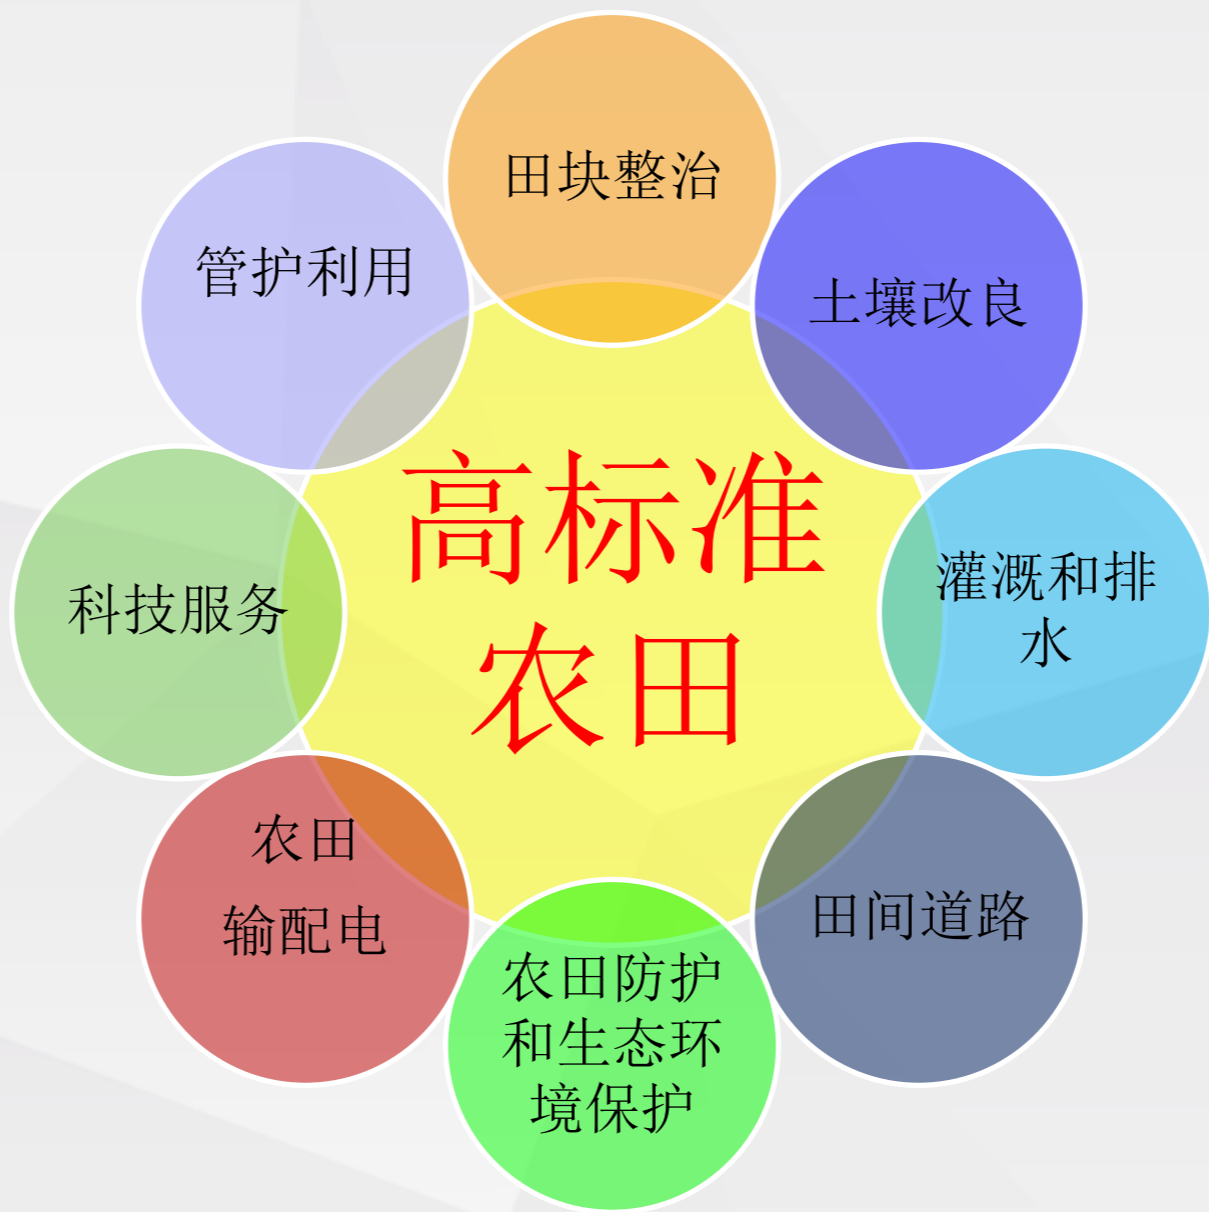 田块整治
土壤改良
灌溉和排
水
田间道路
农田防护
和生态环
境保护
农田
输配电
科技服务
管护利用
高标准
农田